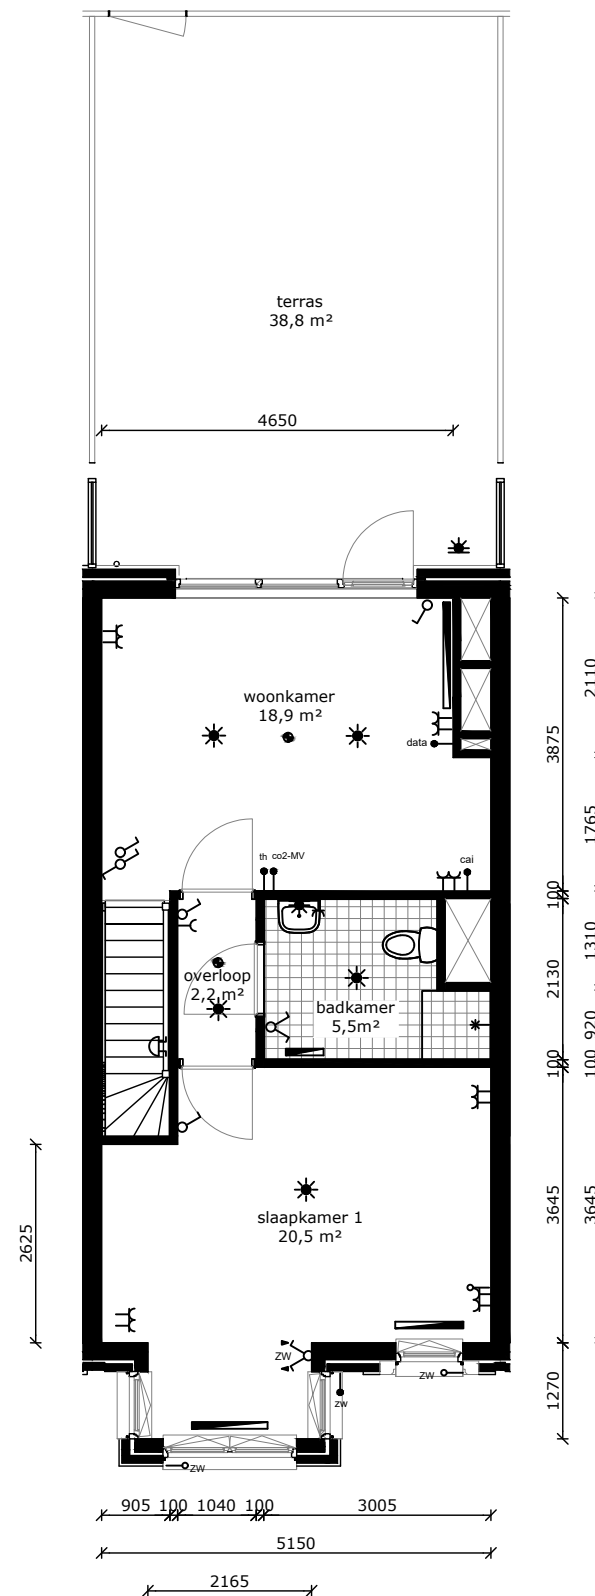 terras
38,8 m²
4650
woonkamer
18,9 m²
data
2110
3875
1765
th co2-MV
cai
100
1310
overloop
2,2 m²
badkamer
5,5m²
2130
920
100
100
slaapkamer 1
20,5 m²
2625
3645
3645
zw
zw
zw
zw
1270
905 100 1040 100 3005
5150
2165